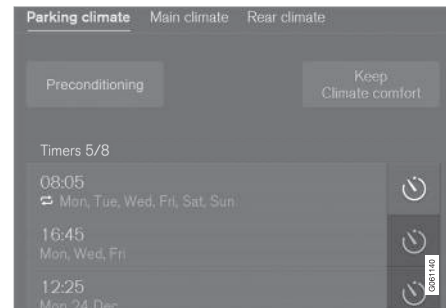 Parking climate Main climate Rear climate
Preconditioning
Keep
Climate comfort
Timers 5/8
08:05
Mon, Tue, Wed, Fri, Sat, Sun
16:45
Mon, Wed, Fri
12:25
Mon 24 Dec
G061140